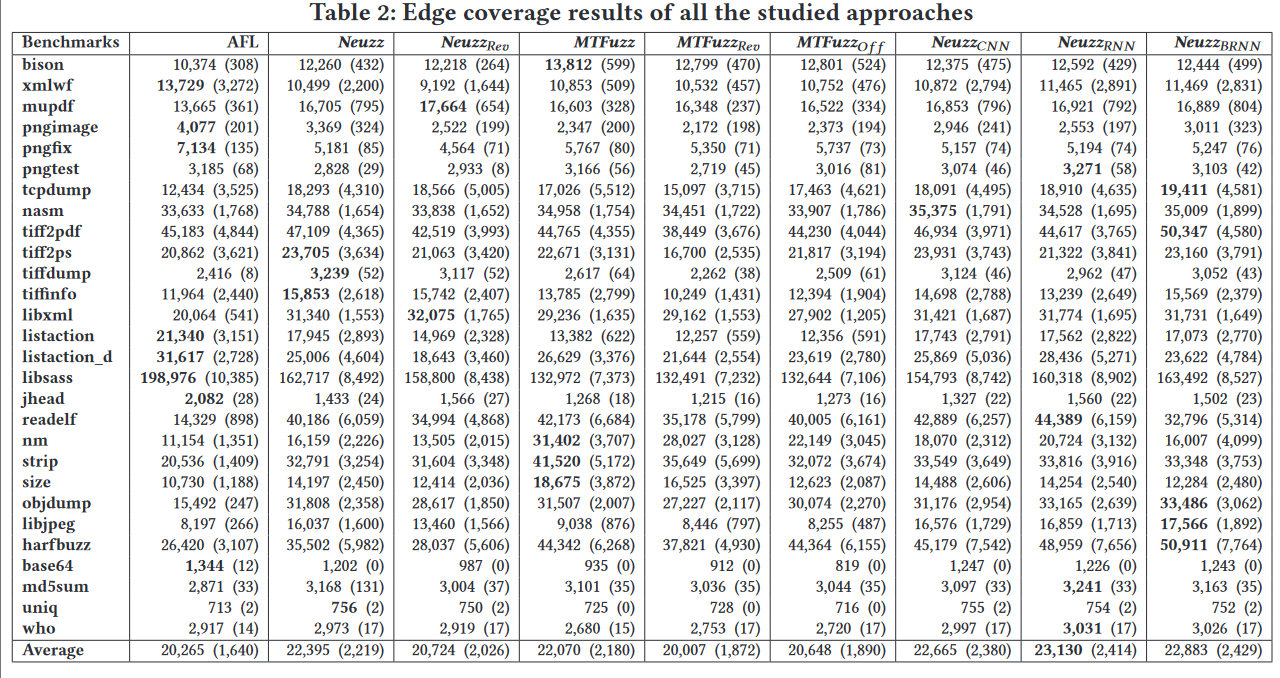 Table 2: Edge coverage results of all the studied approaches
Benchmarks AFL Neuzz Neuzz_Rev MTFuzz MTFuzz_Rev MTFuzz_Off Neuzz_CNN Neuzz_RNN Neuzz_BRNN
bison 10,374 (308) 12,260 (432) 12,218 (264) 13,812 (599) 12,799 (470) 12,801 (524) 12,375 (475) 12,592 (429) 12,444 (499)
xmlwf 13,729 (3,272) 10,499 (2,200) 9,192 (1,644) 10,853 (509) 10,532 (457) 10,752 (476) 10,872 (2,794) 11,465 (2,891) 11,469 (2,831)
mupdf 13,665 (361) 16,705 (795) 17,664 (654) 16,603 (328) 16,348 (237) 16,522 (334) 16,853 (796) 16,921 (792) 16,889 (804)
pngimage 4,077 (201) 3,369 (324) 2,522 (199) 2,347 (200) 2,172 (198) 2,373 (194) 2,946 (241) 2,553 (197) 3,011 (323)
pngfix 7,134 (135) 5,181 (85) 4,564 (71) 5,767 (80) 5,350 (71) 5,737 (73) 5,157 (74) 5,194 (74) 5,247 (76)
pngtest 3,185 (68) 2,828 (29) 2,933 (8) 3,166 (56) 2,719 (45) 3,016 (81) 3,074 (46) 3,271 (58) 3,103 (42)
tcpdump 12,434 (3,525) 18,293 (4,310) 18,566 (5,005) 17,026 (5,512) 15,097 (3,715) 17,463 (4,621) 18,091 (4,495) 18,910 (4,635) 19,411 (4,581)
nasm 33,633 (1,768) 34,788 (1,654) 33,838 (1,652) 34,958 (1,754) 34,451 (1,722) 33,907 (1,786) 35,375 (1,791) 34,528 (1,695) 35,009 (1,899)
tiff2pdf 45,183 (4,844) 47,109 (4,365) 42,519 (3,993) 44,765 (4,355) 38,449 (3,676) 44,230 (4,044) 46,934 (3,971) 44,617 (3,765) 50,347 (4,580)
tiff2ps 20,862 (3,621) 23,705 (3,634) 21,063 (3,420) 22,671 (3,131) 16,700 (2,535) 21,817 (3,194) 23,931 (3,743) 21,322 (3,841) 23,160 (3,791)
tiffdump 2,416 (8) 3,239 (52) 3,117 (52) 2,617 (64) 2,262 (38) 2,509 (61) 3,124 (46) 2,962 (47) 3,052 (43)
tiffinfo 11,964 (2,440) 15,853 (2,618) 15,742 (2,407) 13,785 (2,799) 10,249 (1,431) 12,394 (1,904) 14,698 (2,788) 13,239 (2,649) 15,569 (2,379)
libxml 20,064 (541) 31,340 (1,553) 32,075 (1,765) 29,236 (1,635) 29,162 (1,553) 27,902 (1,205) 31,421 (1,687) 31,774 (1,695) 31,731 (1,649)
listaction 21,340 (3,151) 17,945 (2,893) 14,969 (2,328) 13,382 (622) 12,257 (559) 12,356 (591) 17,743 (2,791) 17,562 (2,822) 17,073 (2,770)
listaction_d 31,617 (2,728) 25,006 (4,604) 18,643 (3,460) 26,629 (3,376) 21,644 (2,554) 23,619 (2,780) 25,869 (5,036) 28,436 (5,271) 23,622 (4,784)
libsass 198,976 (10,385) 162,717 (8,492) 158,800 (8,438) 132,972 (7,373) 132,491 (7,232) 132,644 (7,106) 154,793 (8,742) 160,318 (8,902) 163,492 (8,527)
jhead 2,082 (28) 1,433 (24) 1,566 (27) 1,268 (18) 1,215 (16) 1,273 (16) 1,327 (22) 1,560 (22) 1,502 (23)
readelf 14,329 (898) 40,186 (6,059) 34,994 (4,868) 42,173 (6,684) 35,178 (5,799) 40,005 (6,161) 42,889 (6,257) 44,389 (6,159) 32,796 (5,314)
nm 11,154 (1,351) 16,159 (2,226) 13,505 (2,015) 31,402 (3,707) 28,027 (3,128) 22,149 (3,045) 18,070 (2,312) 20,724 (3,132) 16,007 (4,099)
strip 20,536 (1,409) 32,791 (3,254) 31,604 (3,348) 41,520 (5,172) 35,649 (5,699) 32,072 (3,674) 33,549 (3,649) 33,816 (3,916) 33,348 (3,753)
size 10,730 (1,188) 14,197 (2,450) 12,414 (2,036) 18,675 (3,872) 16,525 (3,397) 12,623 (2,087) 14,488 (2,606) 14,254 (2,540) 12,284 (2,480)
objdump 15,492 (247) 31,808 (2,358) 28,617 (1,850) 31,507 (2,007) 27,227 (2,117) 30,074 (2,270) 31,176 (2,954) 33,165 (2,639) 33,486 (3,062)
libjpeg 8,197 (266) 16,037 (1,600) 13,460 (1,566) 9,038 (876) 8,446 (797) 8,255 (487) 16,576 (1,729) 16,859 (1,713) 17,566 (1,892)
harfbuzz 26,420 (3,107) 35,502 (5,982) 28,037 (5,606) 44,342 (6,268) 37,821 (4,930) 44,364 (6,155) 45,179 (7,542) 48,959 (7,656) 50,911 (7,764)
base64 1,344 (12) 1,202 (0) 987 (0) 935 (0) 912 (0) 819 (0) 1,247 (0) 1,226 (0) 1,243 (0)
md5sum 2,871 (33) 3,168 (131) 3,004 (37) 3,101 (35) 3,036 (35) 3,044 (35) 3,097 (33) 3,241 (33) 3,163 (35)
uniq 713 (2) 756 (2) 750 (2) 725 (0) 728 (0) 716 (0) 755 (2) 754 (2) 752 (2)
who 2,917 (14) 2,973 (17) 2,919 (17) 2,680 (15) 2,753 (17) 2,720 (17) 2,997 (17) 3,031 (17) 3,026 (17)
Average 20,265 (1,640) 22,395 (2,219) 20,724 (2,026) 22,070 (2,180) 20,007 (1,872) 20,648 (1,890) 22,665 (2,380) 23,130 (2,414) 22,883 (2,429)